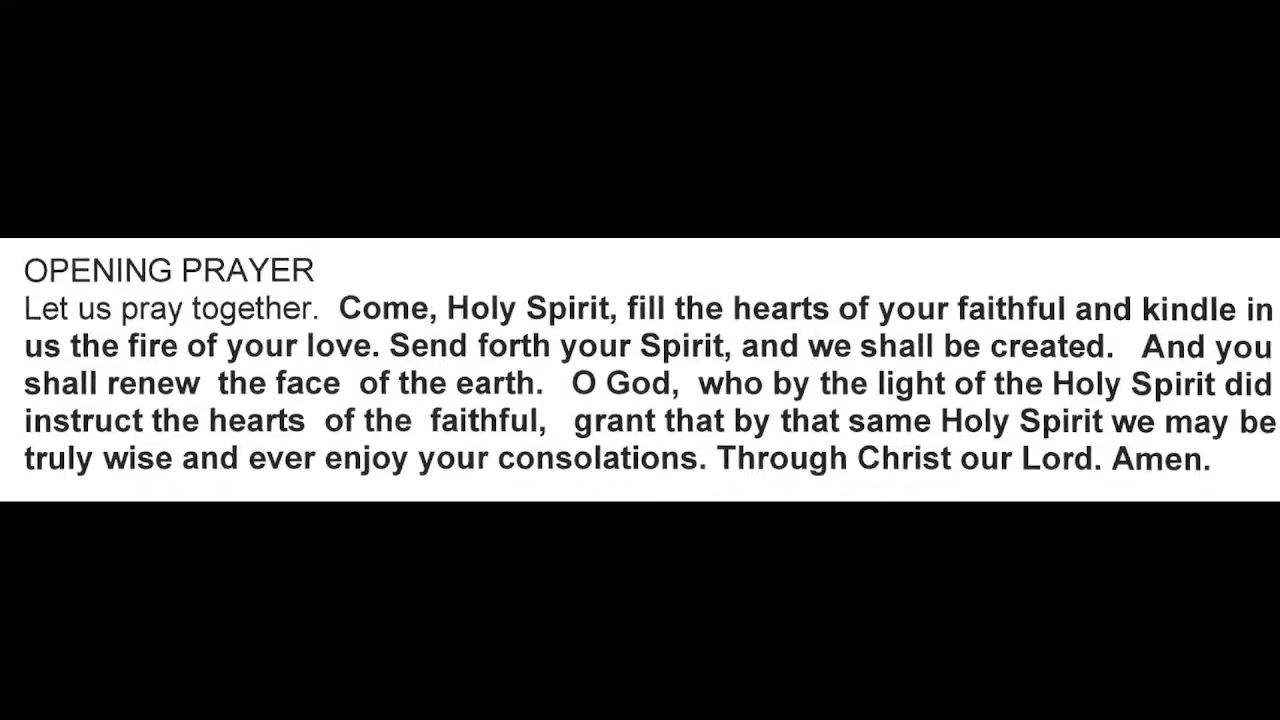 OPENING PRAYER
Let us pray together. Come, Holy Spirit, fill the hearts of your faithful and kindle in
us the fire of your love. Send forth your Spirit, and we shall be created. And you
shall renew the face of the earth. O God, who by the light of the Holy Spirit did
instruct the hearts of the faithful, grant that by that same Holy Spirit we may be
truly wise and ever enjoy your consolations. Through Christ our Lord. Amen.